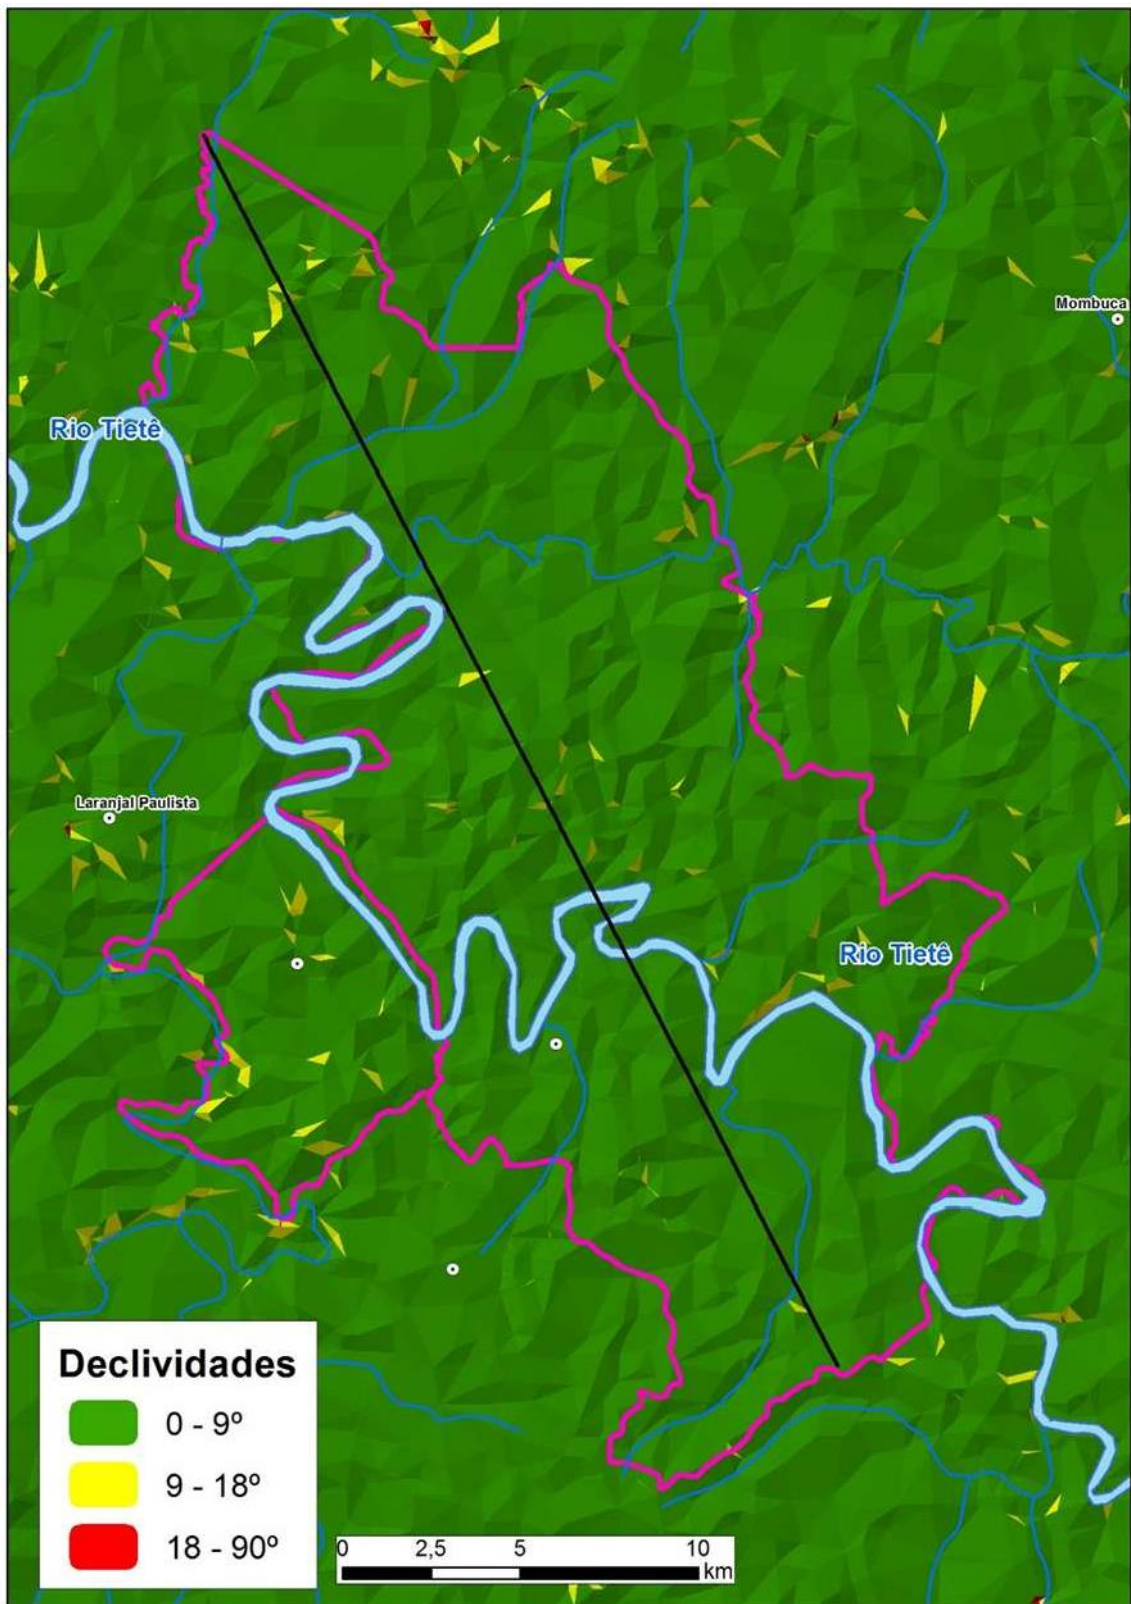 Mombuca
Rio Tietê
Laranjal Paulista
Rio Tietê
Declividades
0 - 9º
9 - 18º
18 - 90º
0 2,5 5 10
km